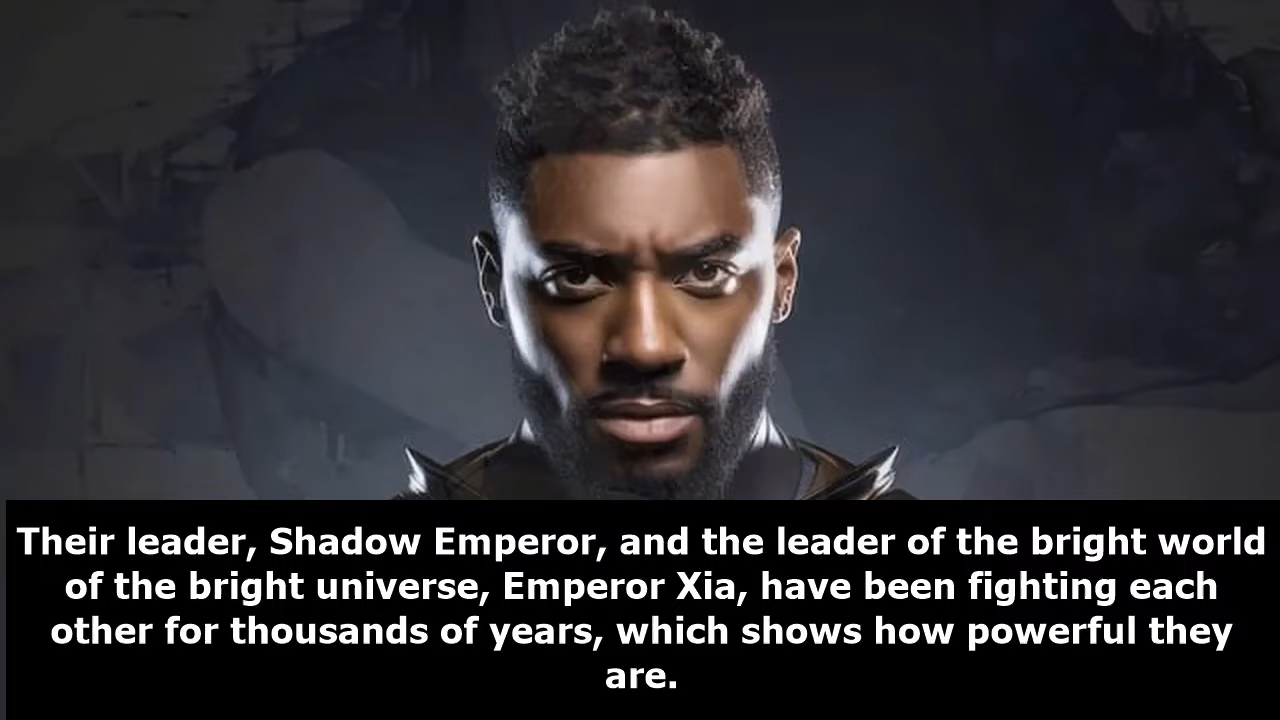 Their leader, Shadow Emperor, and the leader of the bright world
of the bright universe, Emperor Xia, have been fighting each
other for thousands of years, which shows how powerful they
are.